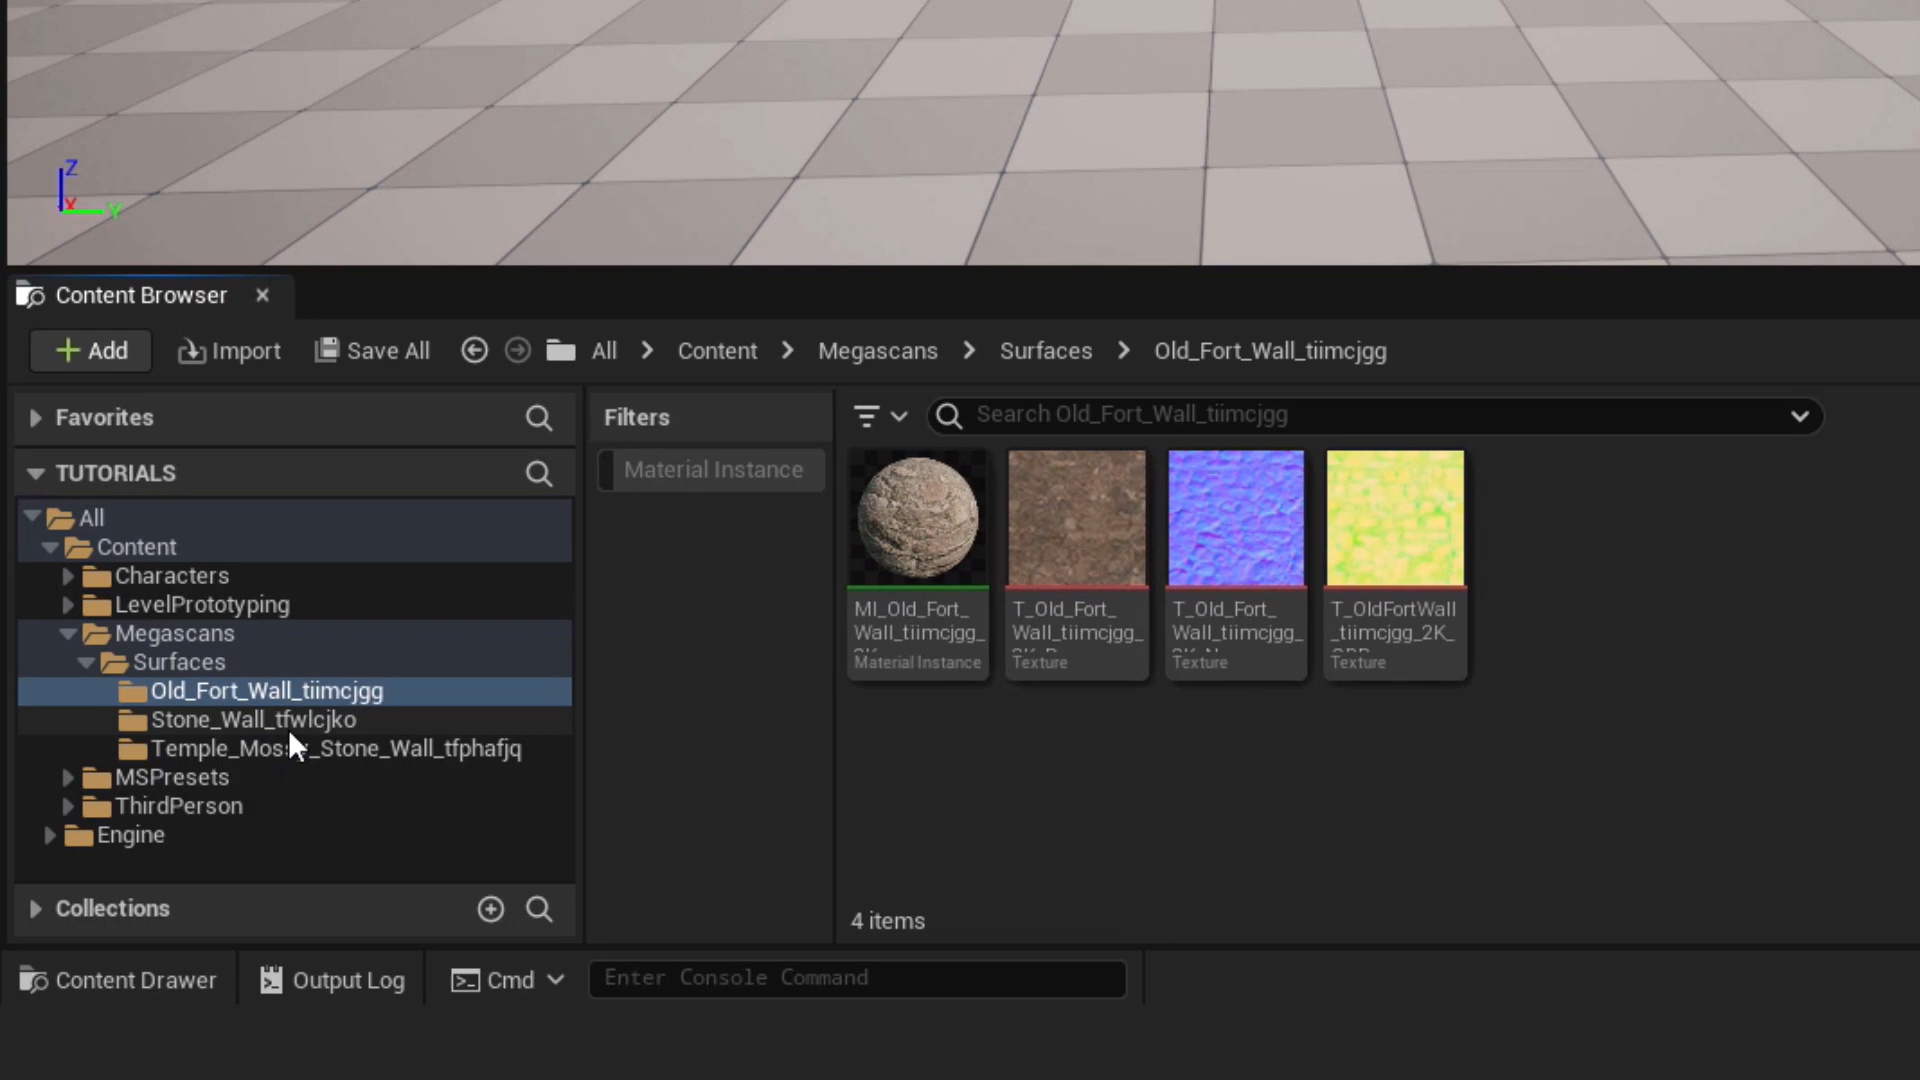 Z
X
Y
Content Browser
Add
Import
Save All
All
Content
Megascans
Surfaces
Old_Fort_Wall_tiimcjgg
Favorites
TUTORIALS
All
Content
Characters
LevelPrototyping
Megascans
Surfaces
Old_Fort_Wall_tiimcjgg
Stone_Wall_tfwlcjko
Temple_Moss _Stone_Wall_tfphafjq
MSPresets
ThirdPerson
Engine
Collections
Filters
Material Instance
Search Old_Fort_Wall_tiimcjgg
MI_Old_Fort_
Wall_tiimcjgg_
Material Instance
T_Old_Fort_
Wall_tiimcjgg_
Texture
T_Old_Fort_
Wall_tiimcjgg_
Texture
T_OldFortWall
_tiimcjgg_2K_
Texture
4 items
Content Drawer
Output Log
Cmd
Enter Console Command